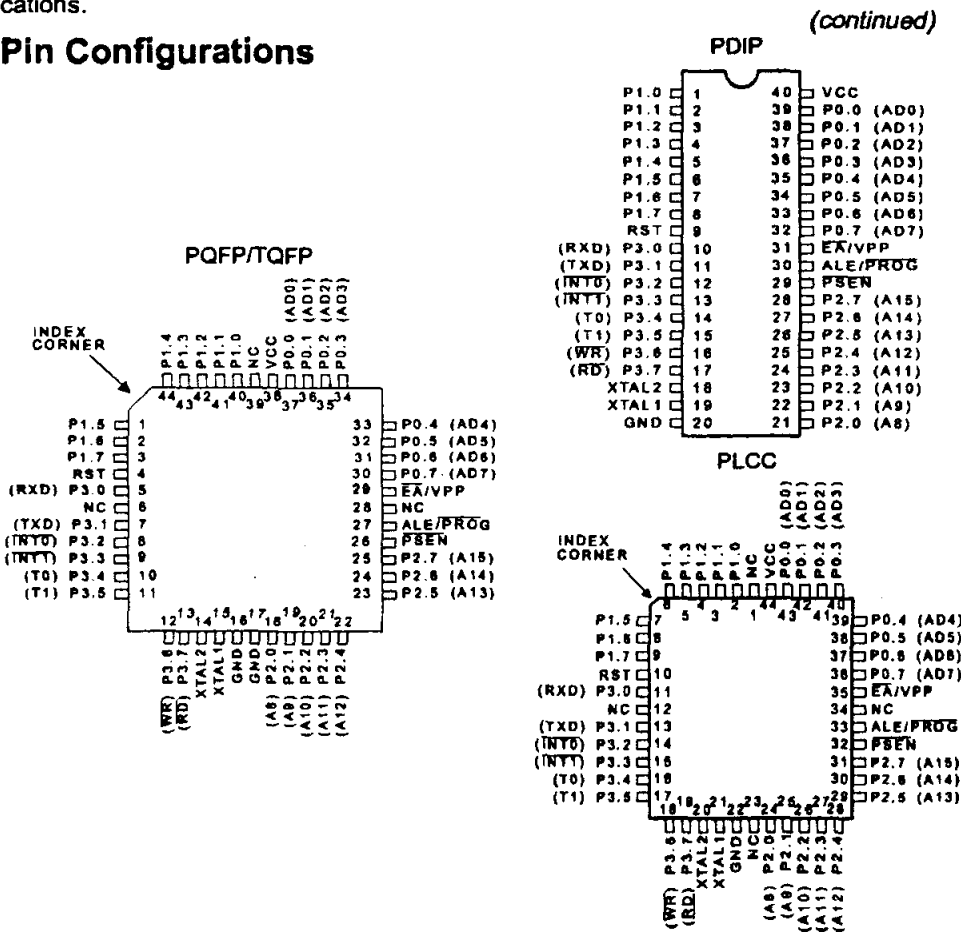 cations.
(continued)
Pin Configurations
PDIP
P1.0 1 40 VCC
P1.1 2 39 P0.0 (AD0)
P1.2 3 38 P0.1 (AD1)
P1.3 4 37 P0.2 (AD2)
P1.4 5 36 P0.3 (AD3)
P1.5 6 35 P0.4 (AD4)
P1.6 7 34 P0.5 (AD5)
P1.7 8 33 P0.6 (AD6)
RST 9 32 P0.7 (AD7)
(RXD) P3.0 10 31 EA/VPP
(TXD) P3.1 11 30 ALE/PROG
(INT0) P3.2 12 29 PSEN
(INT1) P3.3 13 28 P2.7 (A15)
(T0) P3.4 14 27 P2.6 (A14)
(T1) P3.5 15 26 P2.5 (A13)
(WR) P3.6 16 25 P2.4 (A12)
(RD) P3.7 17 24 P2.3 (A11)
XTAL2 18 23 P2.2 (A10)
XTAL1 19 22 P2.1 (A9)
GND 20 21 P2.0 (A8)
PQFP/TQFP
INDEX
CORNER
P1.4 P1.3 P1.2 P1.1 P1.0 NC VCC P0.0 (AD0) P0.1 (AD1) P0.2 (AD2) P0.3 (AD3)
44 43 42 41 40 39 38 37 36 35 34
P1.5 1 33 P0.4 (AD4)
P1.6 2 32 P0.5 (AD5)
P1.7 3 31 P0.6 (AD6)
RST 4 30 P0.7 (AD7)
(RXD) P3.0 5 29 EA/VPP
NC 6 28 NC
(TXD) P3.1 7 27 ALE/PROG
(INT0) P3.2 8 26 PSEN
(INT1) P3.3 9 25 P2.7 (A15)
(T0) P3.4 10 24 P2.6 (A14)
(T1) P3.5 11 23 P2.5 (A13)
12 13 14 15 16 17 18 19 20 21 22
(WR) P3.6 (RD) P3.7 XTAL2 XTAL1 GND GND (A8) P2.0 (A9) P2.1 (A10) P2.2 (A11) P2.3 (A12) P2.4
PLCC
INDEX
CORNER
P1.4 P1.3 P1.2 P1.1 P1.0 NC VCC P0.0 (AD0) P0.1 (AD1) P0.2 (AD2) P0.3 (AD3)
6 5 4 3 2 1 44 43 42 41 40
P1.5 7 39 P0.4 (AD4)
P1.6 8 38 P0.5 (AD5)
P1.7 9 37 P0.6 (AD6)
RST 10 36 P0.7 (AD7)
(RXD) P3.0 11 35 EA/VPP
NC 12 34 NC
(TXD) P3.1 13 33 ALE/PROG
(INT0) P3.2 14 32 PSEN
(INT1) P3.3 15 31 P2.7 (A15)
(T0) P3.4 16 30 P2.6 (A14)
(T1) P3.5 17 29 P2.5 (A13)
18 19 20 21 22 23 24 25 26 27 28
(WR) P3.6 (RD) P3.7 XTAL2 XTAL1 GND NC (A8) P2.0 (A9) P2.1 (A10) P2.2 (A11) P2.3 (A12) P2.4